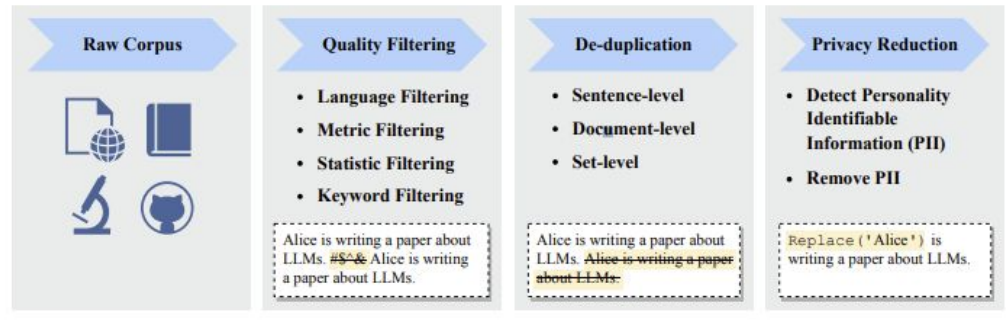 Raw Corpus
Quality Filtering
• Language Filtering
• Metric Filtering
• Statistic Filtering
• Keyword Filtering
Alice is writing a paper about
LLMs. #$^& Alice is writing
a paper about LLMs.
De-duplication
• Sentence-level
• Document-level
• Set-level
Alice is writing a paper about
LLMs. Alice is writing a paper
about LLMs.
Privacy Reduction
• Detect Personality
Identifiable
Information (PII)
• Remove PII
Replace('Alice') is
writing a paper about LLMs.